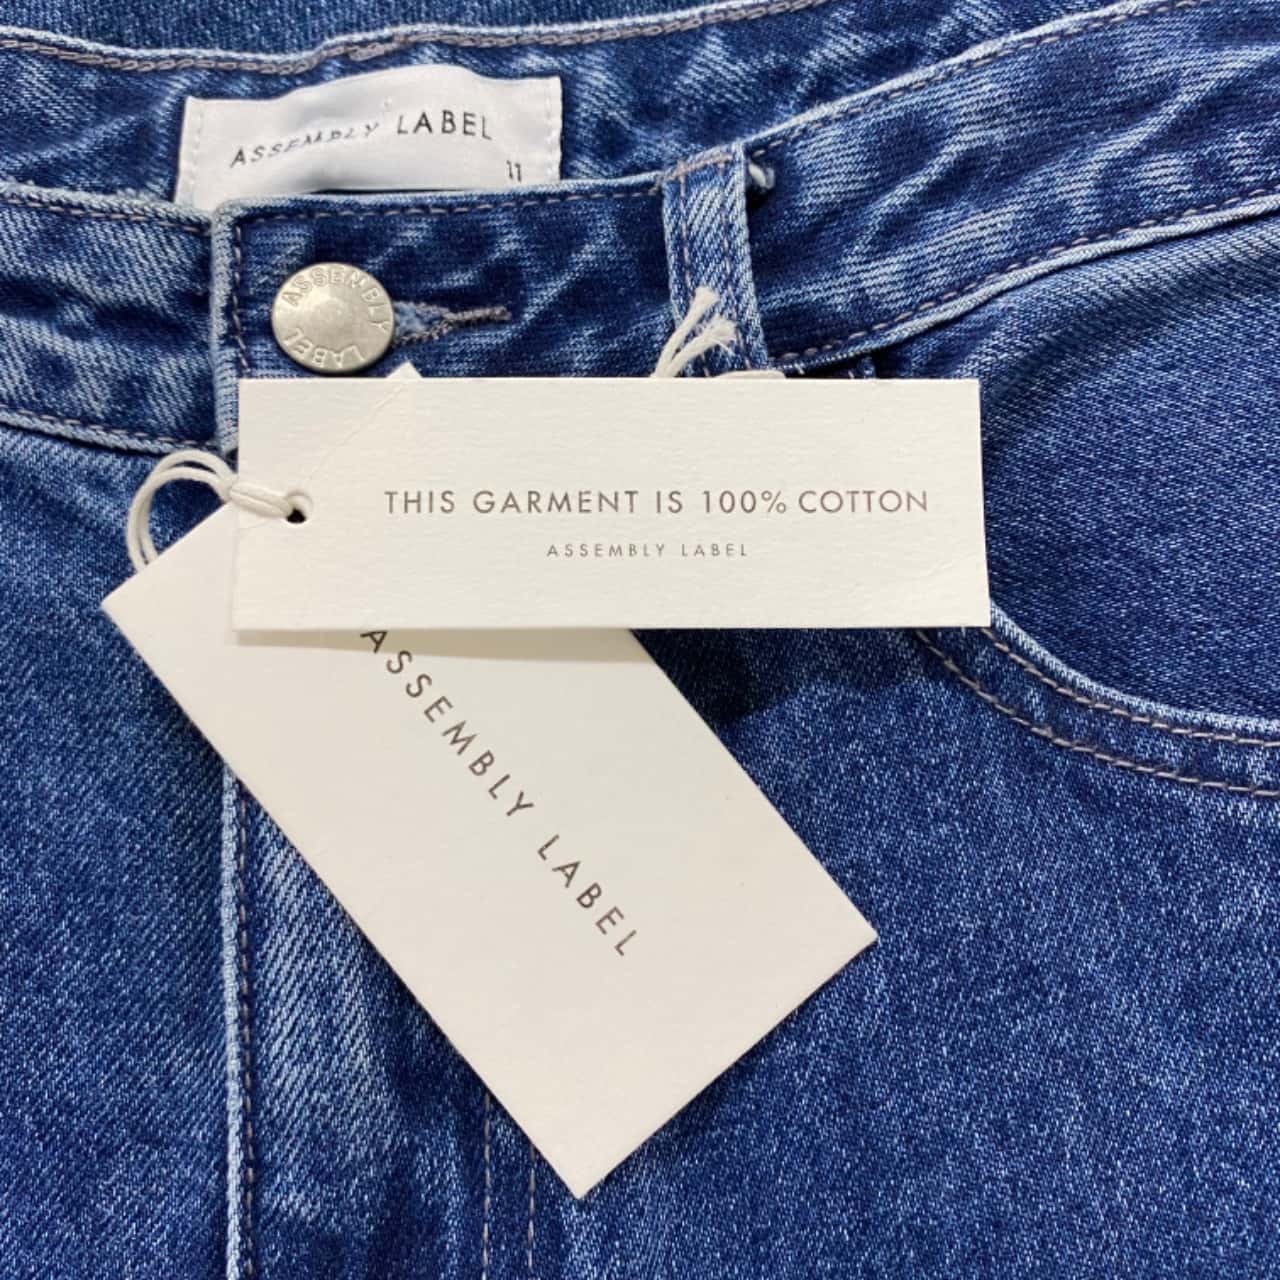 ASSEMBLY LABEL
11
ASSEMBLY
LABEL
THIS GARMENT IS 100% COTTON
ASSEMBLY LABEL
ASSEMBLY LABEL